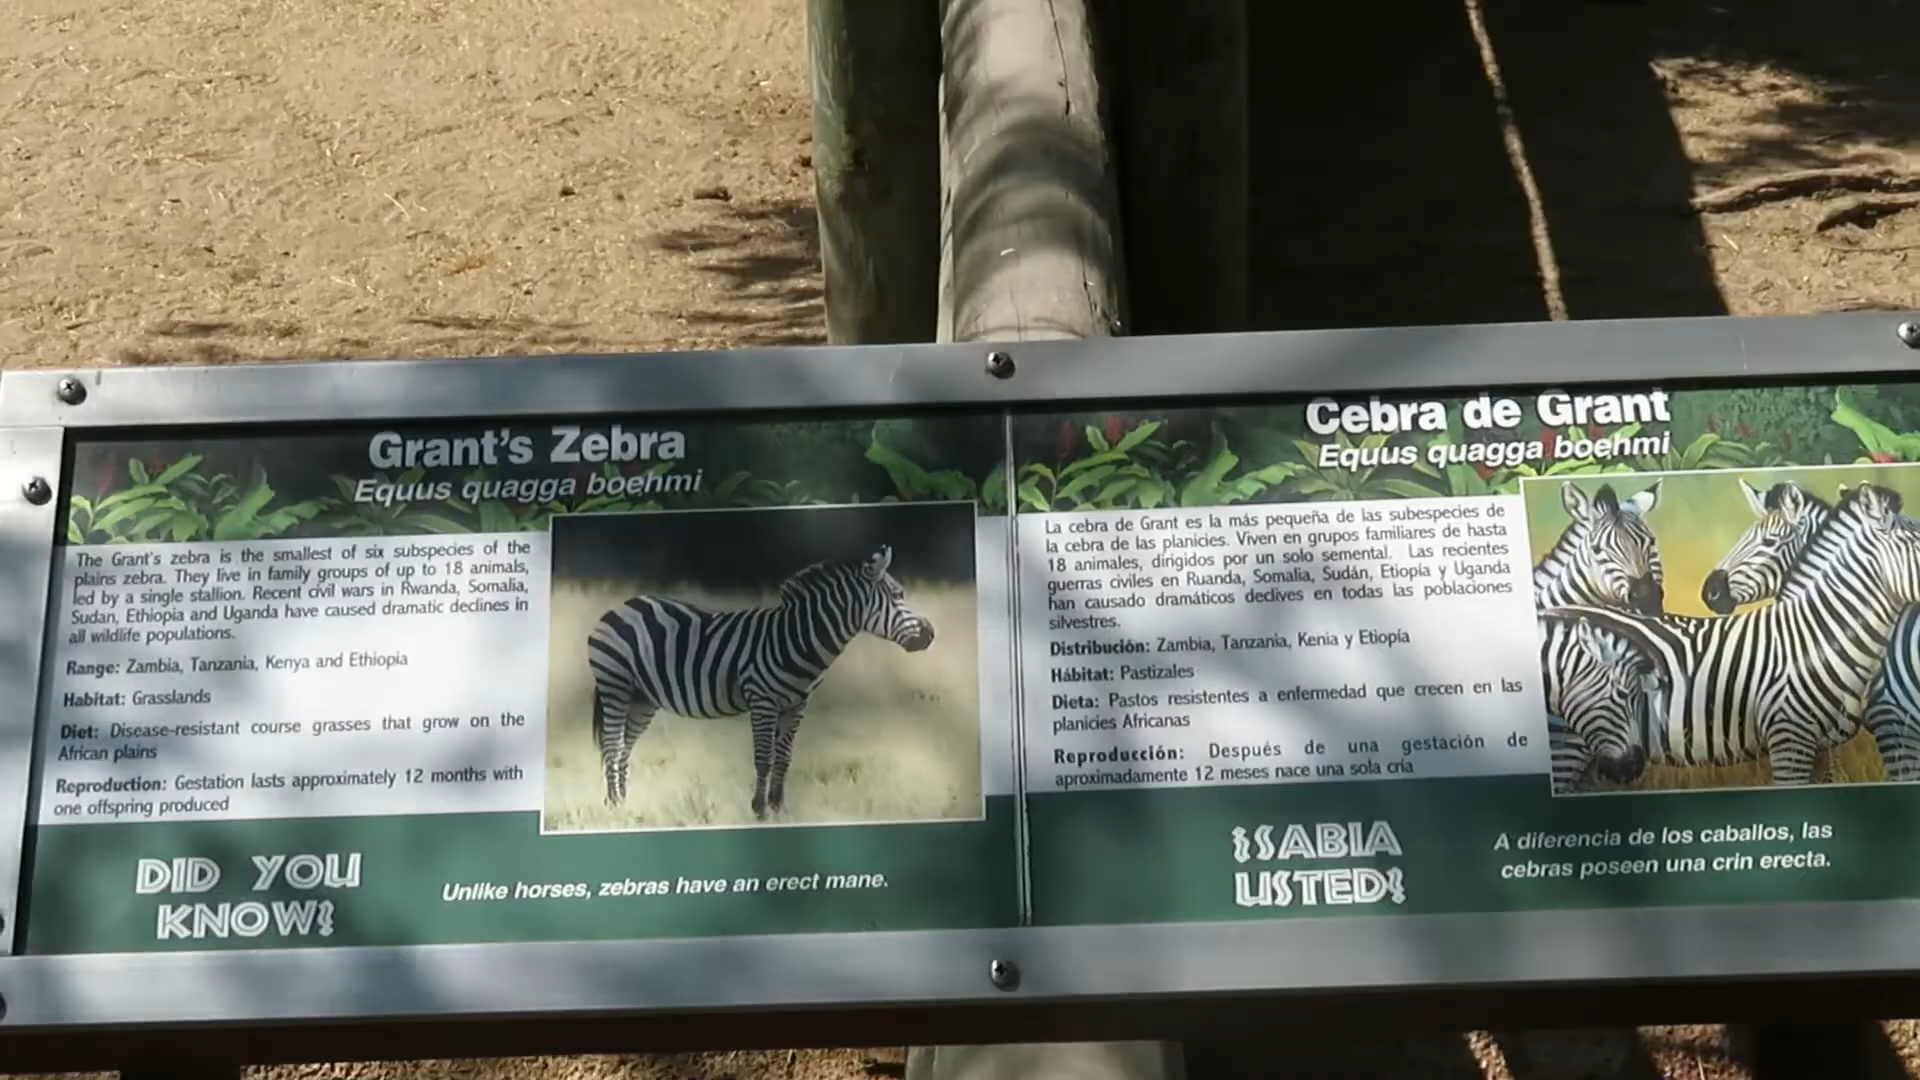 Grant's Zebra
Equus quagga boehmi
The Grant's zebra is the smallest of six subspecies of the
plains zebra. They live in family groups of up to 18 animals,
led by a single stallion. Recent civil wars in Rwanda, Somalia,
Sudan, Ethiopia and Uganda have caused dramatic declines in
all wildlife populations.
Range: Zambia, Tanzania, Kenya and Ethiopia
Habitat: Grasslands
Diet: Disease-resistant course grasses that grow on the
African plains
Reproduction: Gestation lasts approximately 12 months with
one offspring produced
DID YOU
KNOW?
Unlike horses, zebras have an erect mane.
Cebra de Grant
Equus quagga boehmi
La cebra de Grant es la más pequeña de las subespecies de
la cebra de las planicies. Viven en grupos familiares de hasta
18 animales, dirigidos por un solo semental. Las recientes
guerras civiles en Ruanda, Somalia, Sudán, Etiopía y Uganda
han causado dramáticos declives en todas las poblaciones
silvestres.
Distribución: Zambia, Tanzania, Kenia y Etiopía
Hábitat: Pastizales
Dieta: Pastos resistentes a enfermedad que crecen en las
planicies Africanas
Reproducción: Después de una gestación de
aproximadamente 12 meses nace una sola cría
¿SABIA
USTED?
A diferencia de los caballos, las
cebras poseen una crin erecta.